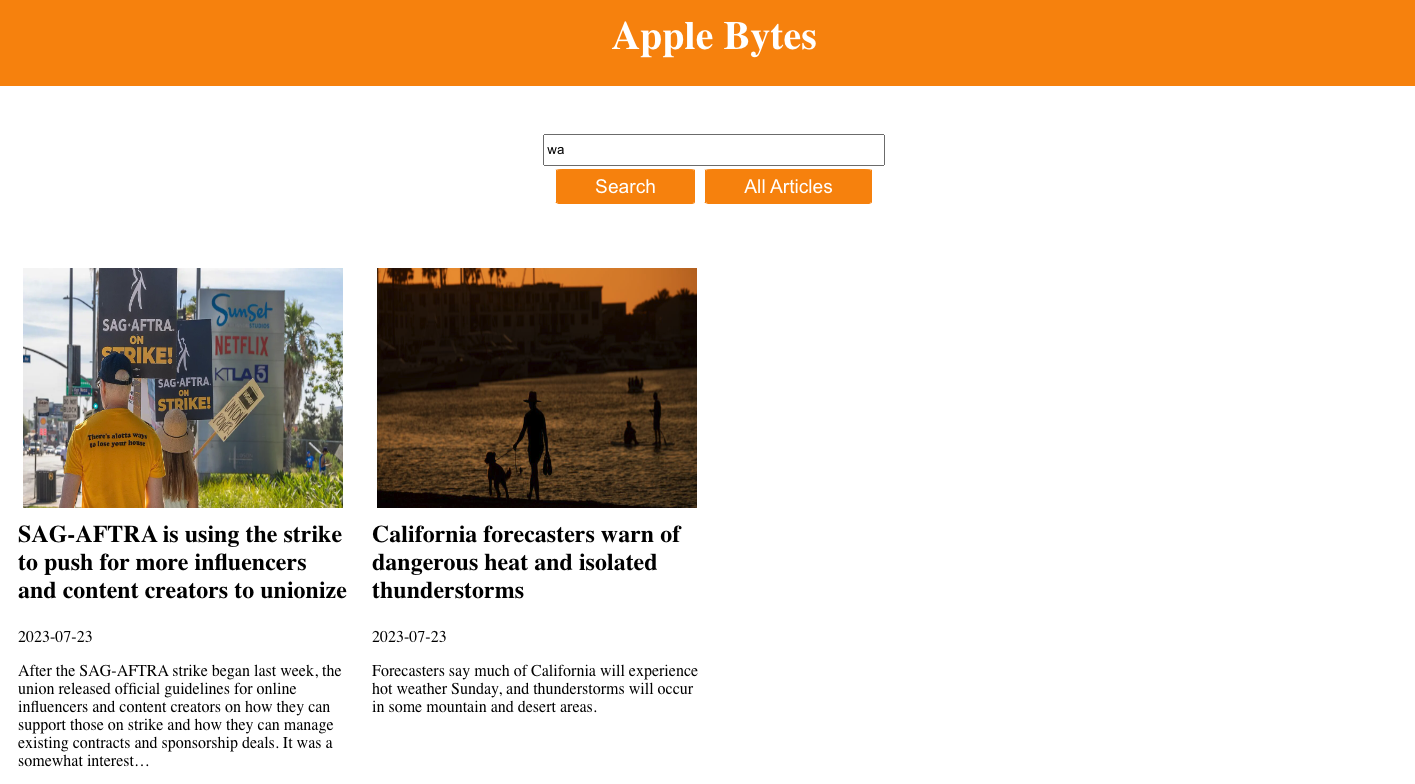 Apple Bytes
wa
Search
All Articles
SAG-AFTRA
ON
STRIKE!
SAG-AFTRA
ON
STRIKE!
Sunset
STUDIOS
NETFLIX
KTLA5
There's alotta ways
to lose your house
SAG-AFTRA is using the strike
to push for more influencers
and content creators to unionize
2023-07-23
After the SAG-AFTRA strike began last week, the
union released official guidelines for online
influencers and content creators on how they can
support those on strike and how they can manage
existing contracts and sponsorship deals. It was a
somewhat interest…
California forecasters warn of
dangerous heat and isolated
thunderstorms
2023-07-23
Forecasters say much of California will experience
hot weather Sunday, and thunderstorms will occur
in some mountain and desert areas.